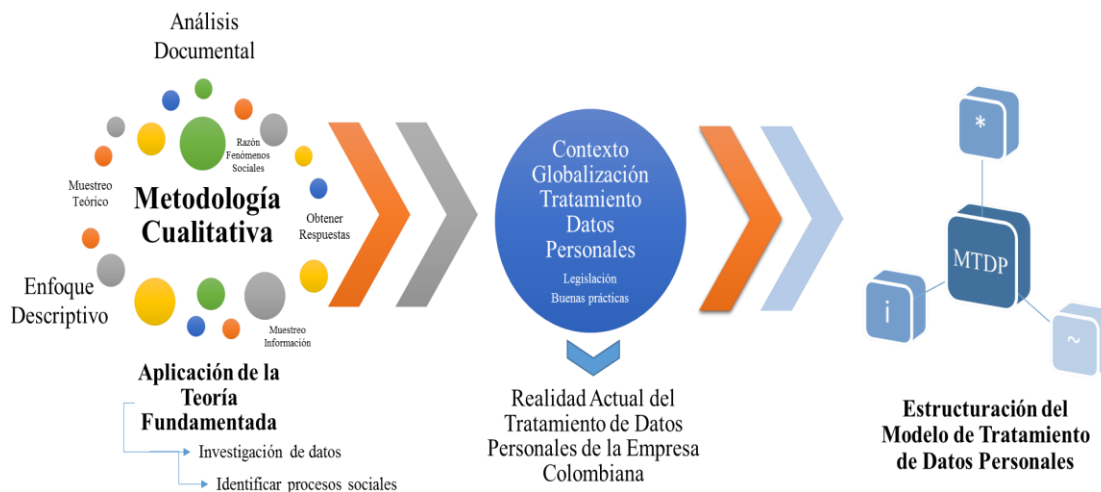 Análisis
Documental
Razón
Fenómenos
Sociales
Muestreo
Teórico
Metodología
Cualitativa
Obtener
Respuestas
Enfoque
Descriptivo
Muestreo
Información
Aplicación de la
Teoría
Fundamentada
Investigación de datos
Identificar procesos sociales
Contexto
Globalización
Tratamiento
Datos
Personales
Legislación
Buenas prácticas
Realidad Actual del
Tratamiento de Datos
Personales de la Empresa
Colombiana
*
MTDP
i
~
Estructuración del
Modelo de Tratamiento
de Datos Personales